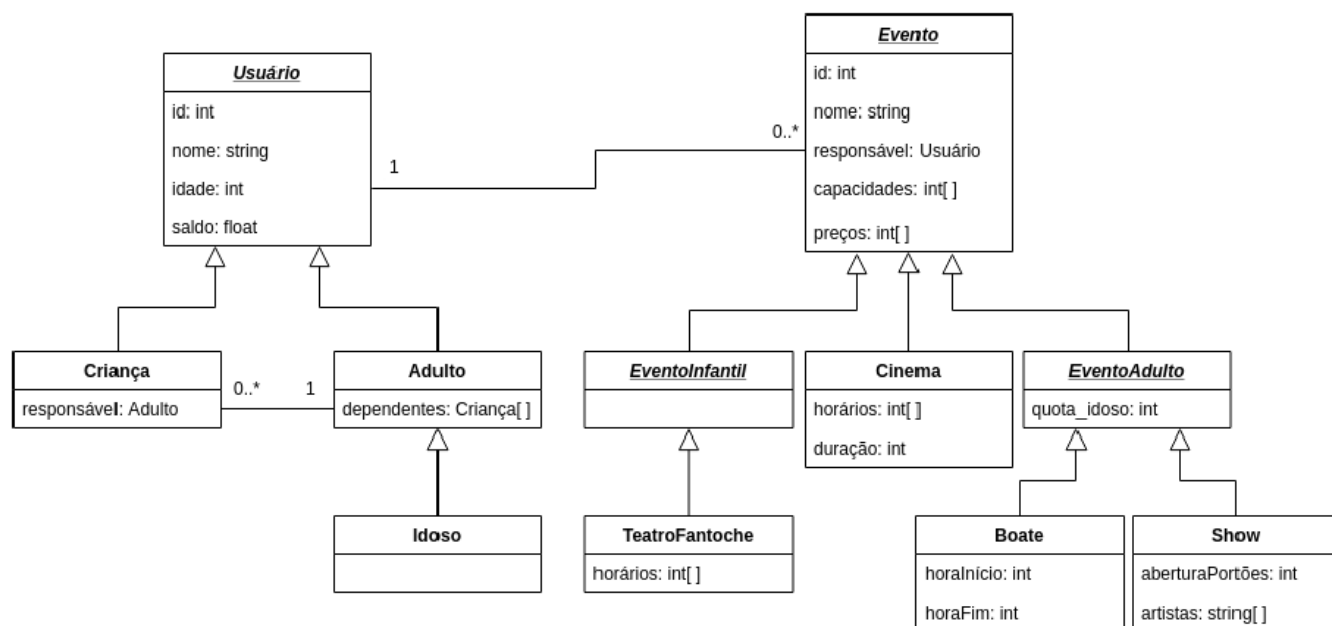 Usuário
id: int
nome: string
idade: int
saldo: float
1
0..*
Evento
id: int
nome: string
responsável: Usuário
capacidades: int[ ]
preços: int[ ]
Criança
responsável: Adulto
0..*
1
Adulto
dependentes: Criança[ ]
Idoso
EventoInfantil
TeatroFantoche
horários: int[ ]
Cinema
horários: int[ ]
duração: int
EventoAdulto
quota_idoso: int
Boate
horaInício: int
horaFim: int
Show
aberturaPortões: int
artistas: string[ ]